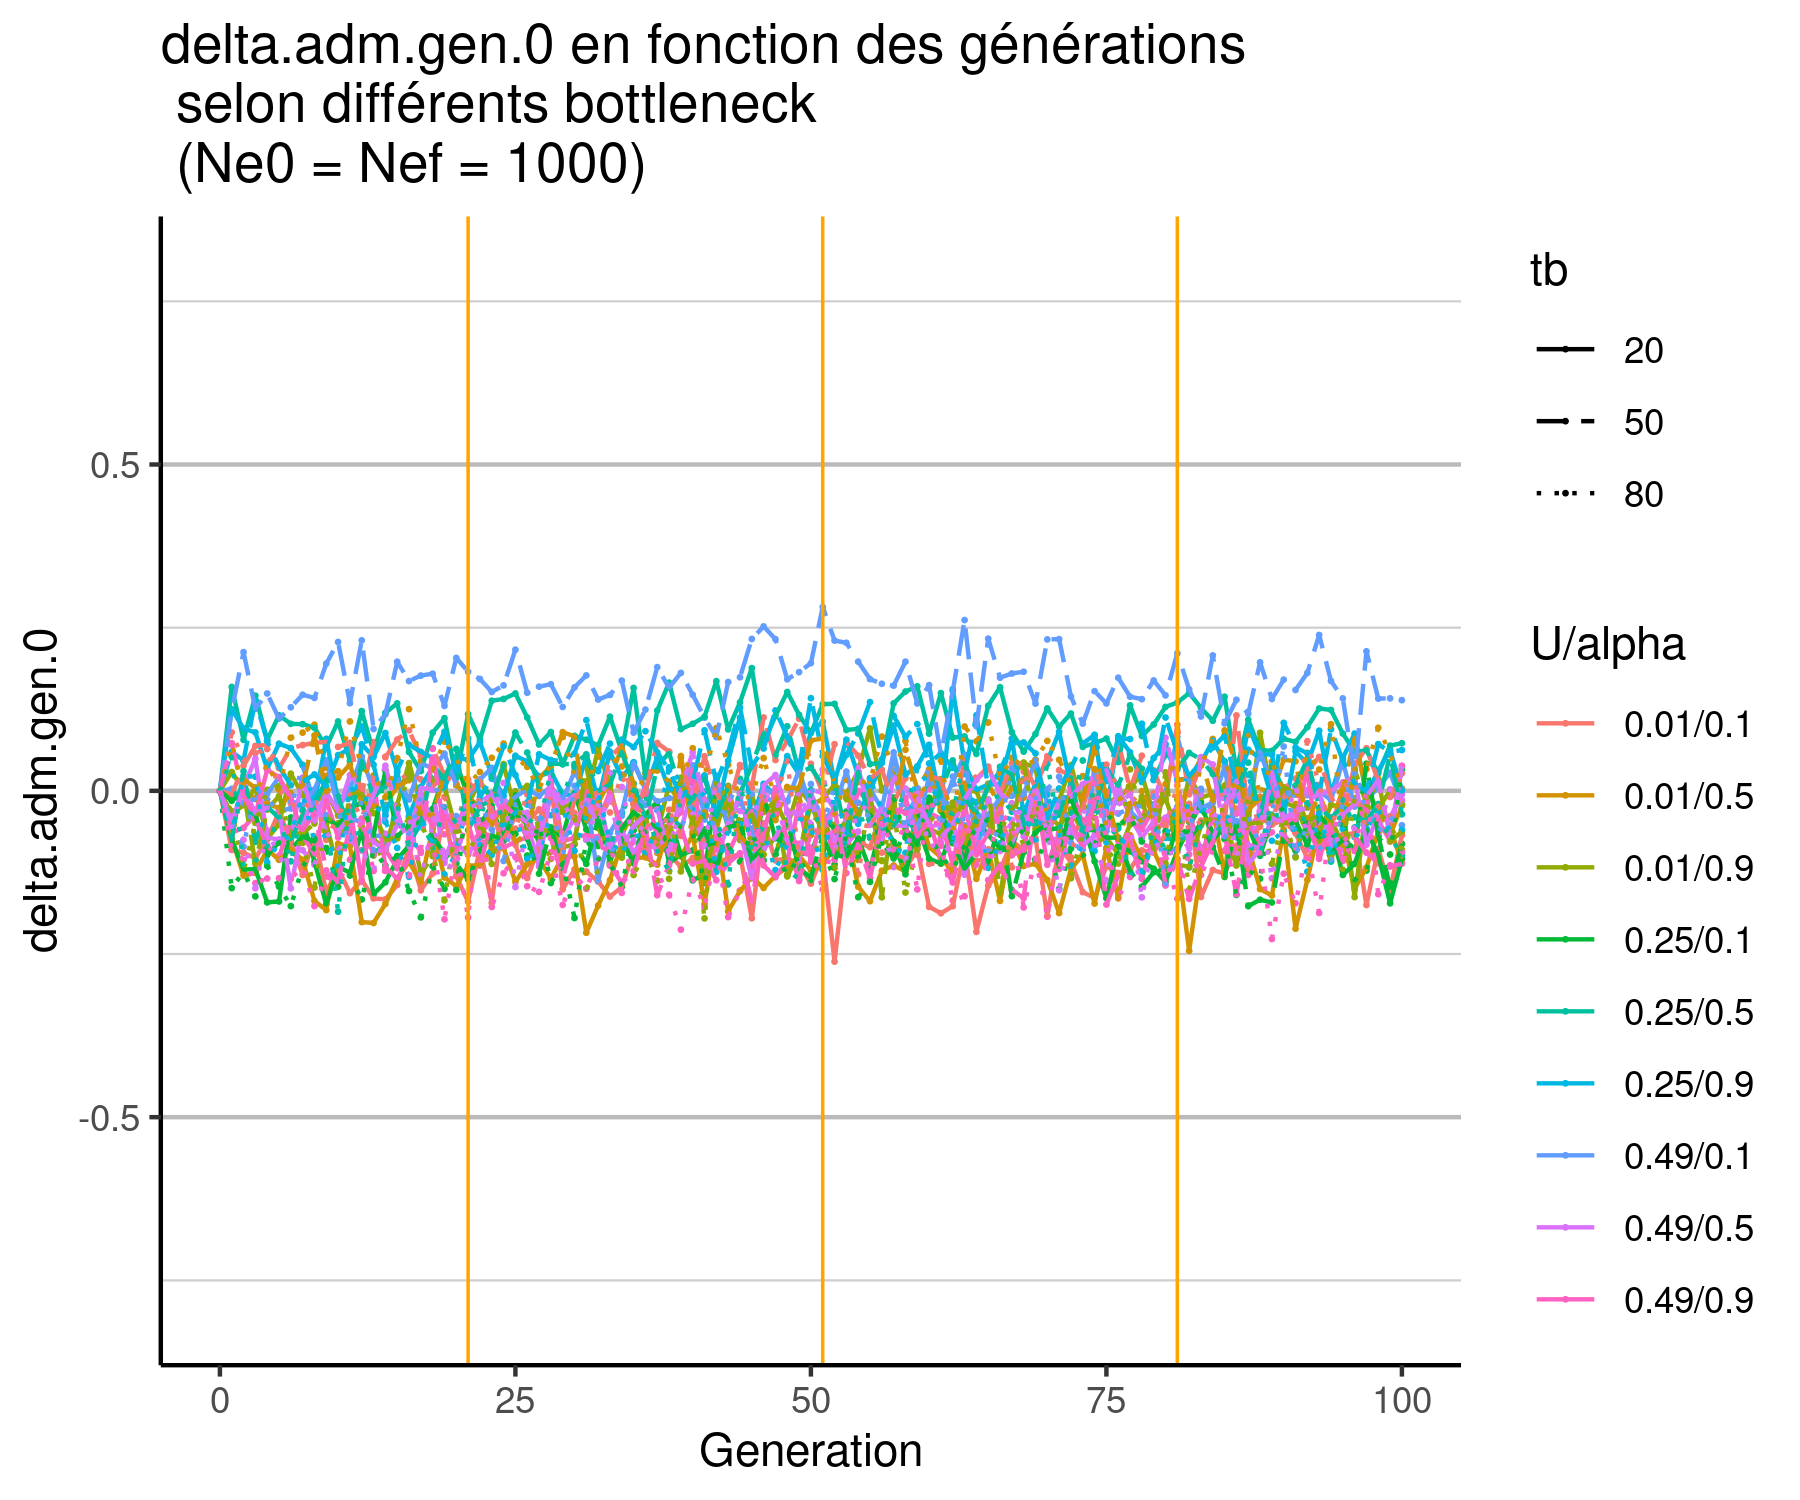 delta.adm.gen.0 en fonction des générations
selon différents bottleneck
(Ne0 = Nef = 1000)
delta.adm.gen.0
0.5
0.0
-0.5
0
25
50
75
100
Generation
tb
20
50
80
U/alpha
0.01/0.1
0.01/0.5
0.01/0.9
0.25/0.1
0.25/0.5
0.25/0.9
0.49/0.1
0.49/0.5
0.49/0.9